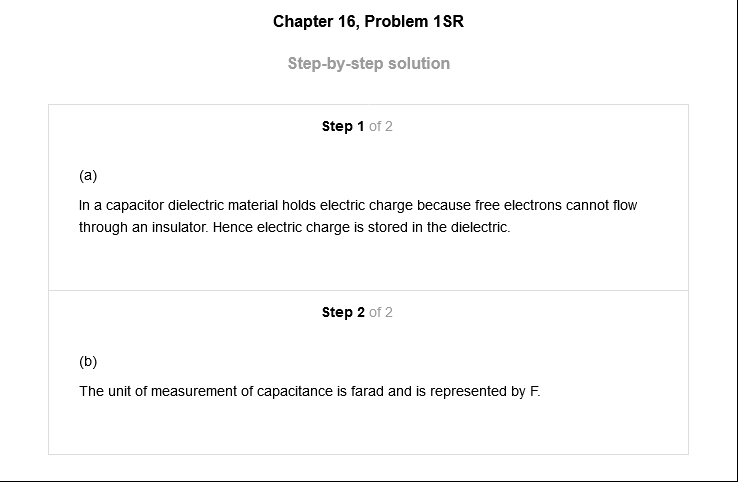 Chapter 16, Problem 1SR
Step-by-step solution
Step 1 of 2
(a)
In a capacitor dielectric material holds electric charge because free electrons cannot flow
through an insulator. Hence electric charge is stored in the dielectric.
Step 2 of 2
(b)
The unit of measurement of capacitance is farad and is represented by F.